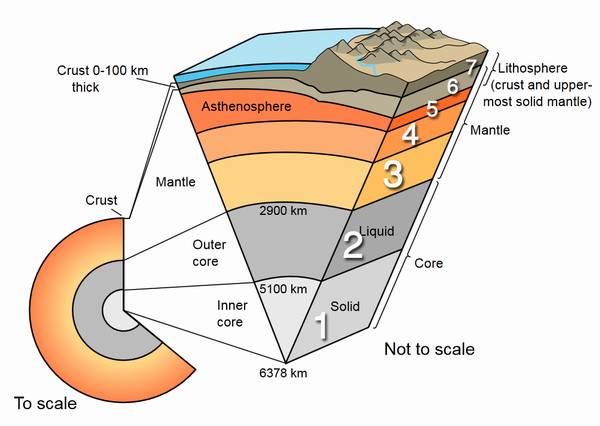 Crust 0-100 km
thick
Asthenosphere
7
6
5
4
3
2
1
Lithosphere
(crust and upper-
most solid mantle)
Mantle
Mantle
Crust
2900 km
Liquid
Outer
core
Core
5100 km
Inner
core
Solid
6378 km
Not to scale
To scale